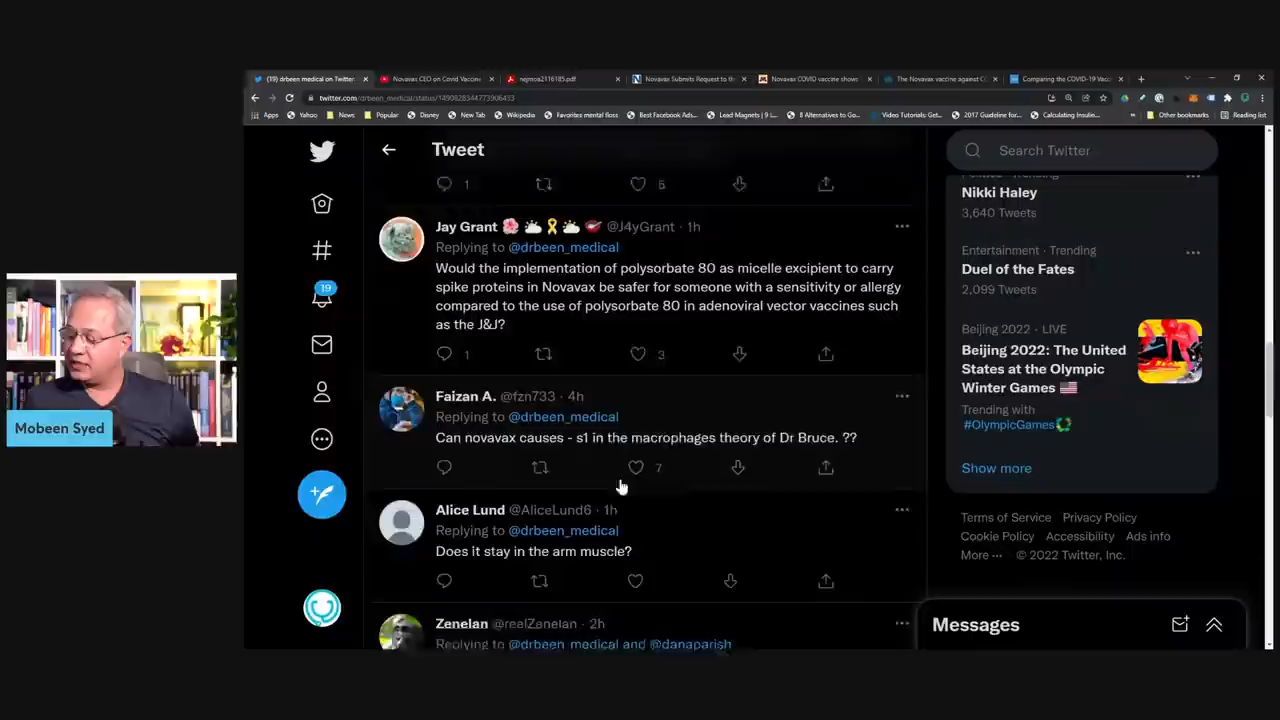 (19) drbeen medical on Twitter:
Novavax CEO on Covid Vaccine
nejmoa2116185.pdf
Novavax Submits Request to th
Novavax COVID vaccine shows
The Novavax vaccine against C
Comparing the COVID-19 Vacc
twitter.com/drbeen_medical/status/1490828344773906433
Apps
Yahoo
News
Popular
Disney
New Tab
Wikipedia
Favorites mental floss
Best Facebook Ads...
Lead Magnets | 9 L...
8 Alternatives to Go...
Video Tutorials: Get...
2017 Guideline for...
Calculating Insulin...
Other bookmarks
Reading list
Tweet
1
5
Jay Grant @J4yGrant · 1h
Replying to @drbeen_medical
Would the implementation of polysorbate 80 as micelle excipient to carry
spike proteins in Novavax be safer for someone with a sensitivity or allergy
compared to the use of polysorbate 80 in adenoviral vector vaccines such
as the J&J?
1
3
Faizan A. @fzn733 · 4h
Replying to @drbeen_medical
Can novavax causes - s1 in the macrophages theory of Dr Bruce. ??
7
Alice Lund @AliceLund6 · 1h
Replying to @drbeen_medical
Does it stay in the arm muscle?
Zenelan @realZenelan · 2h
Replying to @drbeen_medical and @danaparish
19
Mobeen Syed
Search Twitter
Nikki Haley
3,640 Tweets
Entertainment · Trending
Duel of the Fates
2,099 Tweets
Beijing 2022 · LIVE
Beijing 2022: The United
States at the Olympic
Winter Games
Trending with
#OlympicGames
Show more
Terms of Service Privacy Policy
Cookie Policy Accessibility Ads info
More ··· © 2022 Twitter, Inc.
Messages